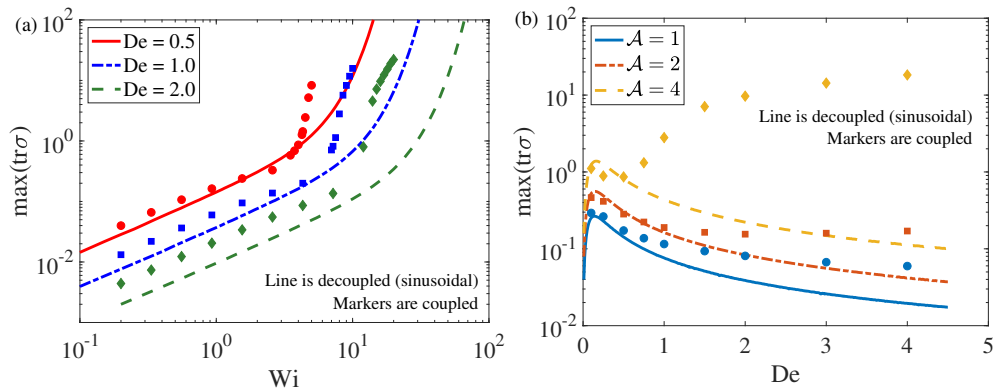 (a)
De = 0.5
De = 1.0
De = 2.0
10^2
10^0
10^-2
max(trσ)
Line is decoupled (sinusoidal)
Markers are coupled
10^-1
10^0
10^1
10^2
Wi
(b)
𝒜 = 1
𝒜 = 2
𝒜 = 4
10^2
10^1
10^0
10^-1
10^-2
max(trσ)
Line is decoupled (sinusoidal)
Markers are coupled
0
1
2
3
4
5
De